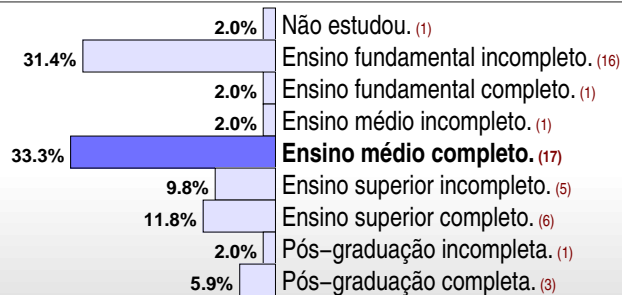 2.0% Não estudou. (1)
31.4% Ensino fundamental incompleto. (16)
2.0% Ensino fundamental completo. (1)
2.0% Ensino médio incompleto. (1)
33.3% Ensino médio completo. (17)
9.8% Ensino superior incompleto. (5)
11.8% Ensino superior completo. (6)
2.0% Pós−graduação incompleta. (1)
5.9% Pós−graduação completa. (3)